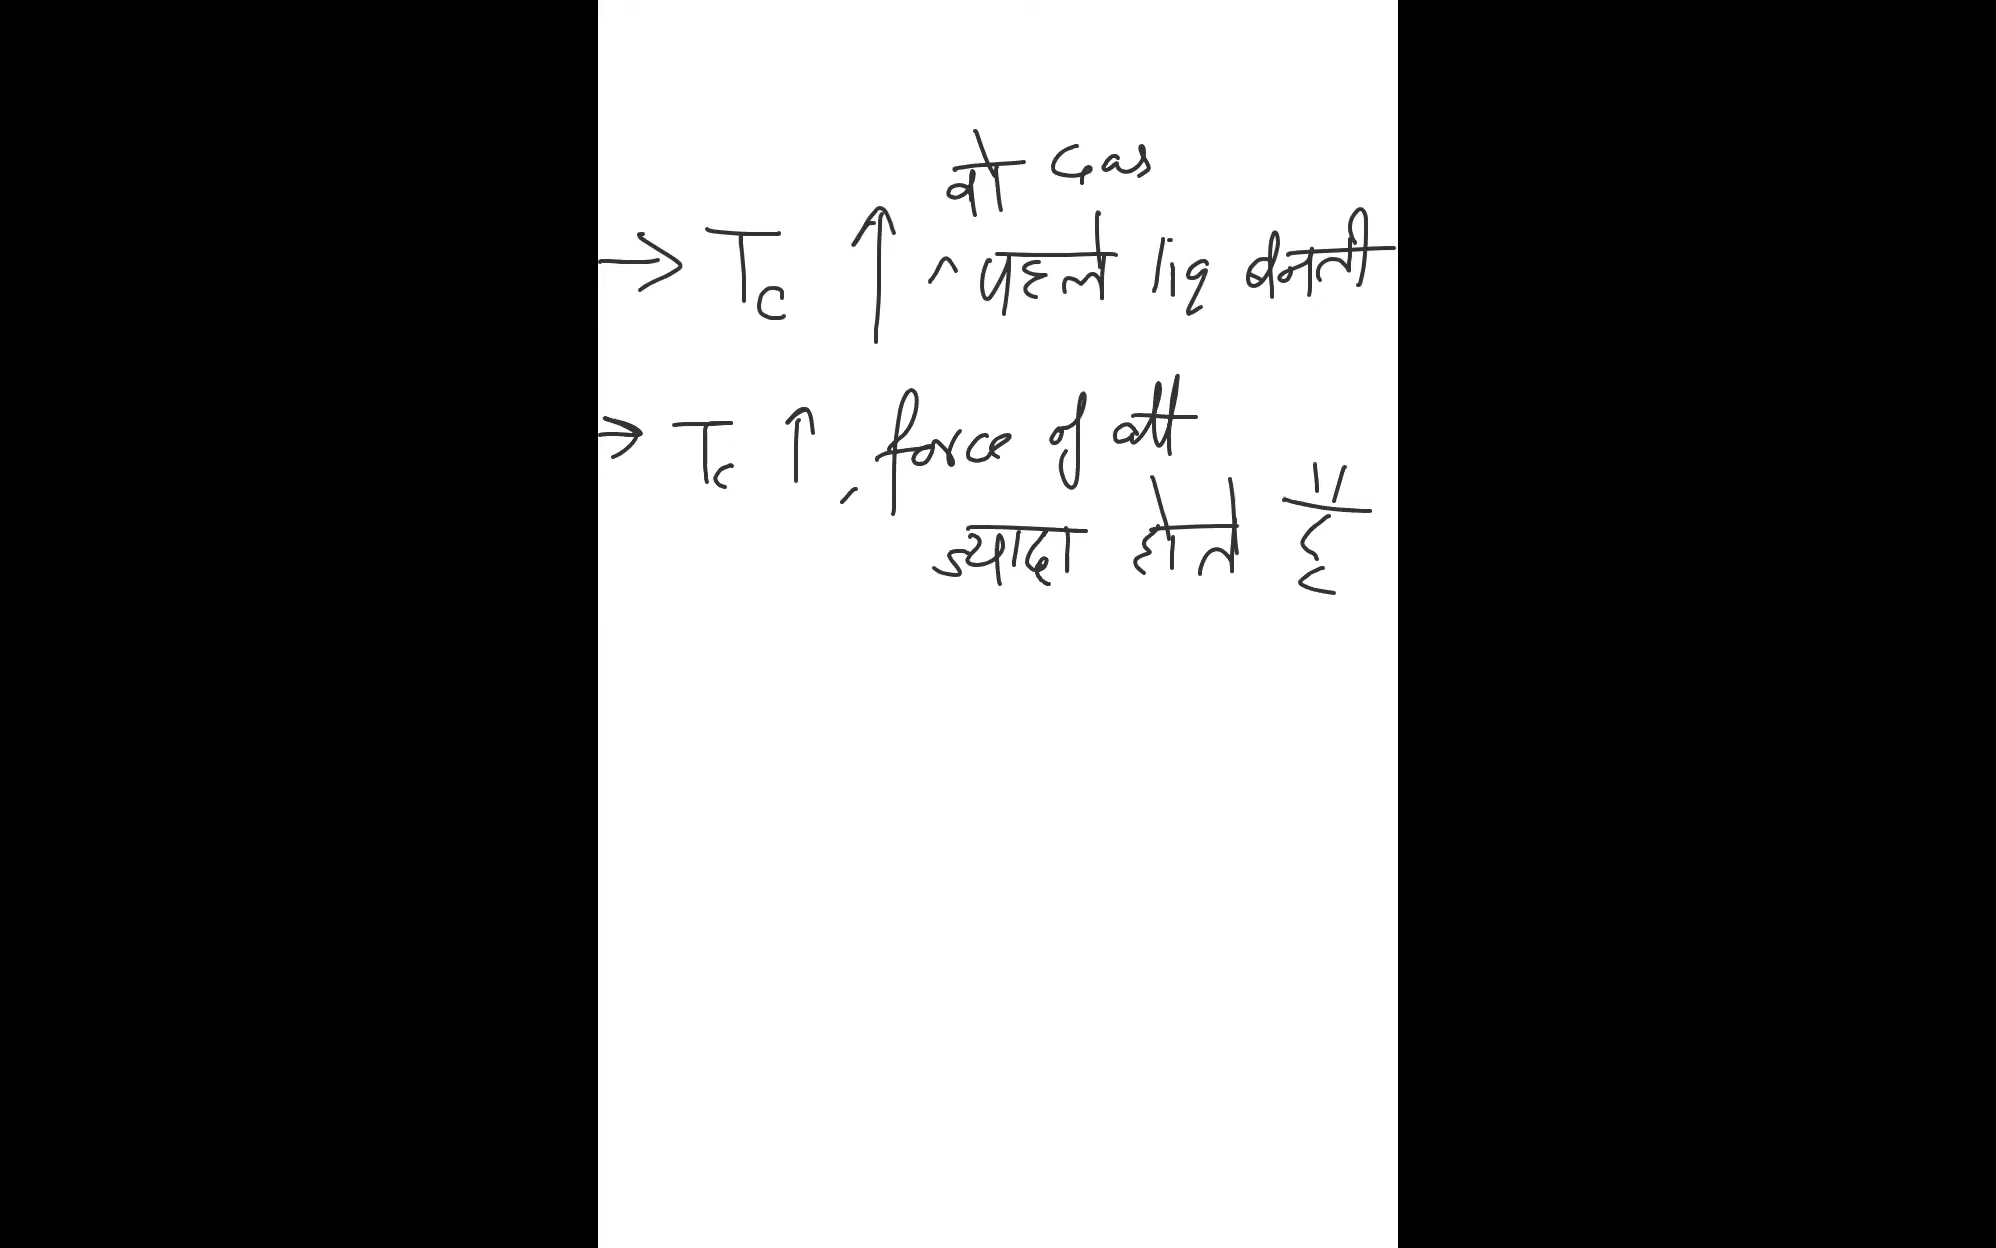 वो Gas
→ Tc ↑ ^ पहले liq बनती
→ Tc ↑, force of att
ज्यादा होते है